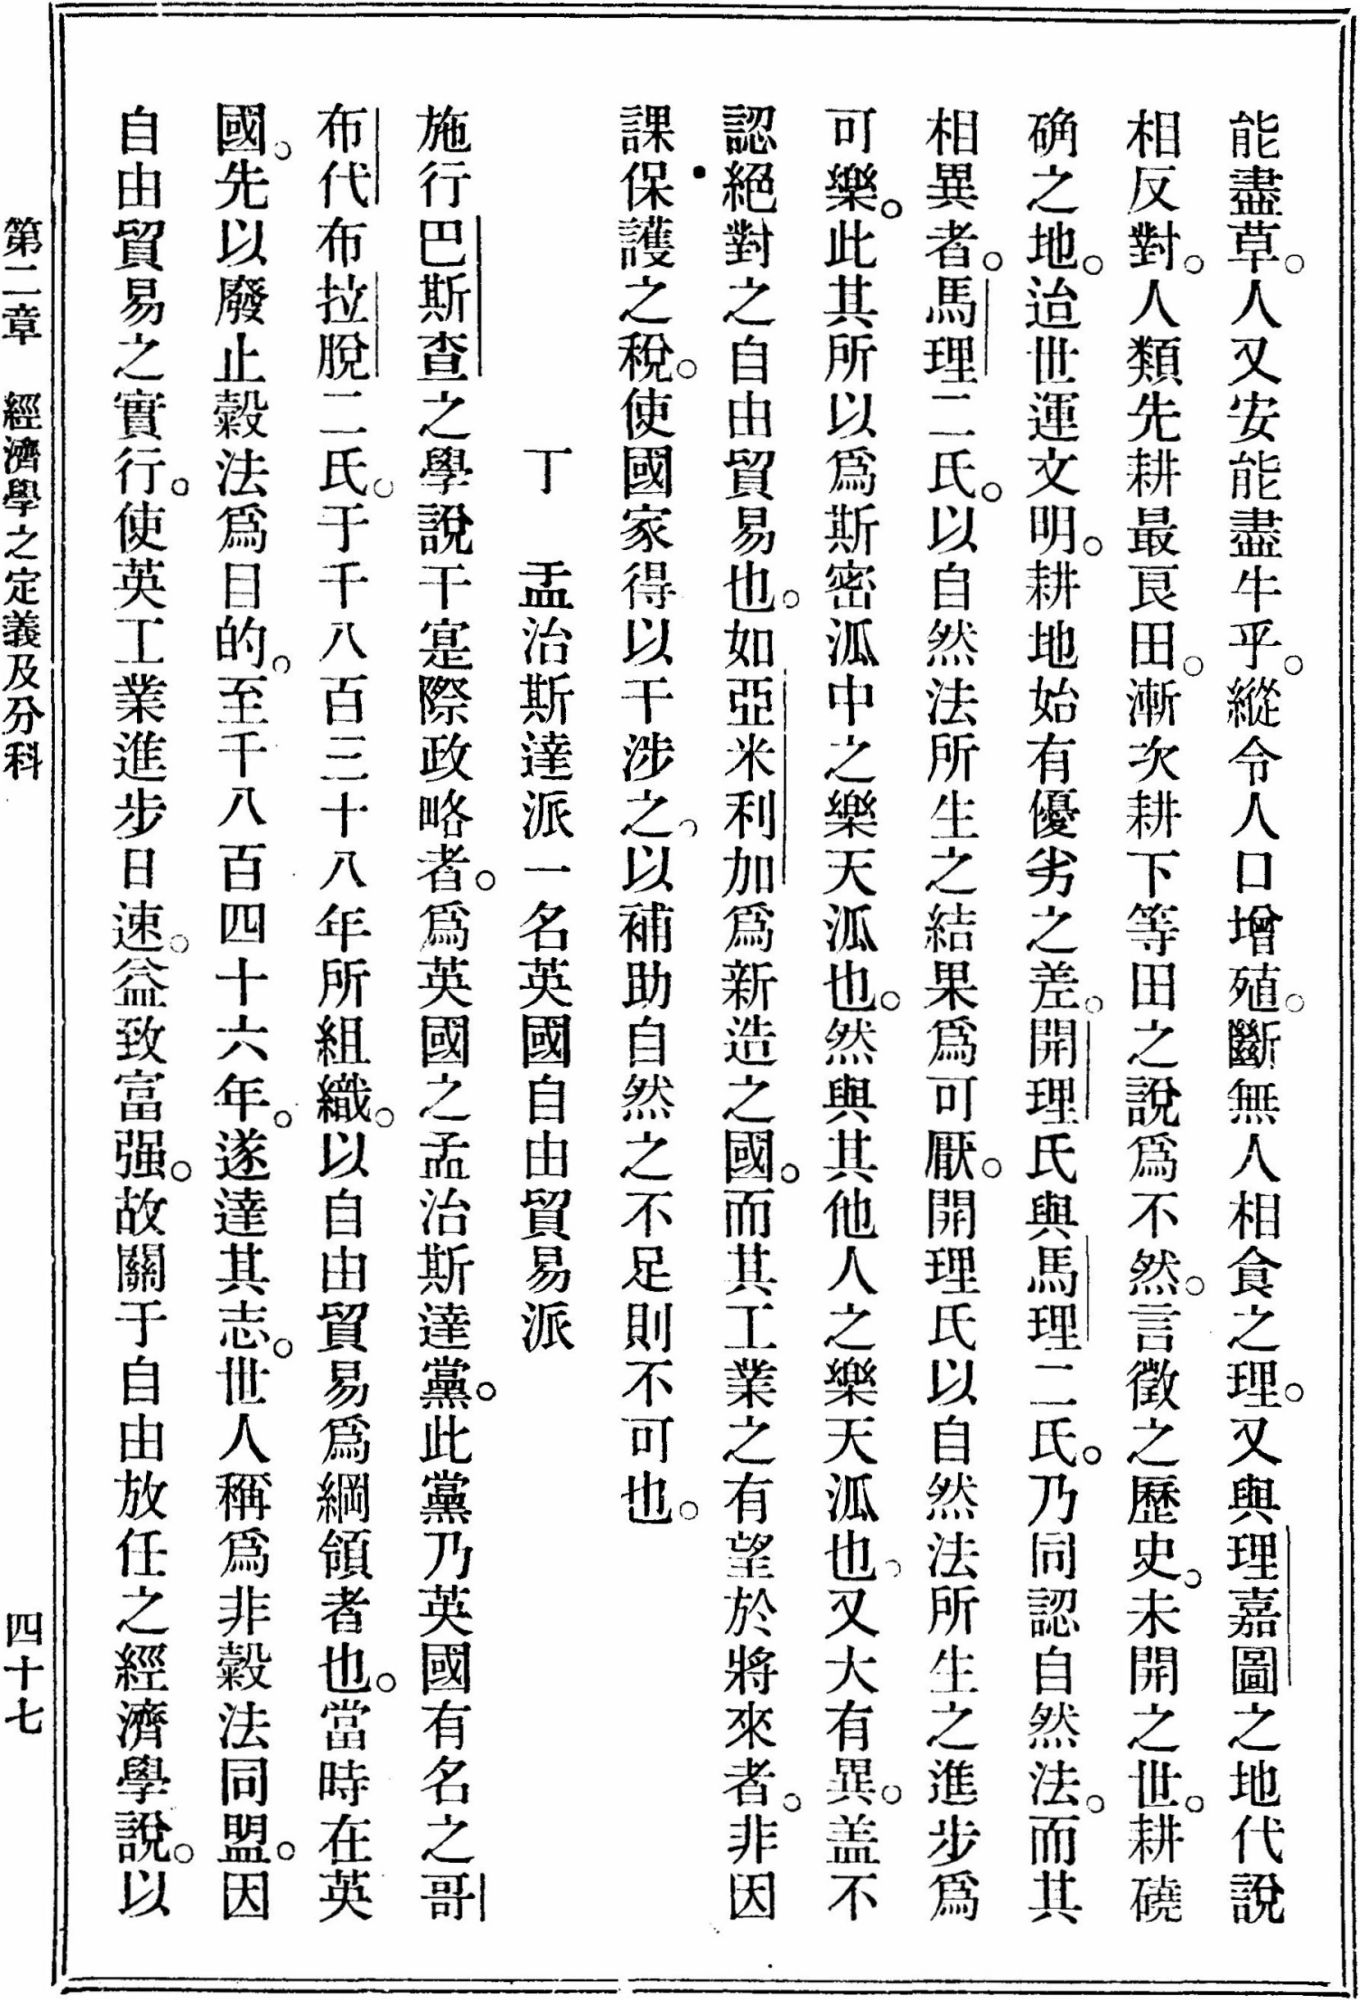 能盡草。人又安能盡牛乎。縱令人口增殖。斷無人相食之理。又與理嘉圖之地代說
相反對。人類先耕最良田。漸次耕下等田之說爲不然。言徵之歷史。未開之世。耕磽
确之地。迨世運文明。耕地始有優劣之差。開理氏與馬理二氏。乃同認自然法。而其
相異者。馬理二氏。以自然法所生之結果爲可厭。開理氏以自然法所生之進步爲
可樂。此其所以爲斯密泒中之樂天泒也。然與其他人之樂天泒也。又大有異。盖不
認絕對之自由貿易也。如亞米利加爲新造之國。而其工業之有望於將來者。非因
課保護之稅。使國家得以干涉之。以補助自然之不足則不可也。
丁　孟治斯達派一名英國自由貿易派
施行巴斯查之學說于寔際政略者。爲英國之孟治斯達黨。此黨乃英國有名之哥
布代布拉脫二氏。于千八百三十八年所組織。以自由貿易爲綱領者也。當時在英
國。先以廢止穀法爲目的。至千八百四十六年。遂達其志。世人稱爲非穀法同盟。因
自由貿易之實行。使英工業進步日速。益致富强。故關于自由放任之經濟學說。以
第二章　經濟學之定義及分科　四十七